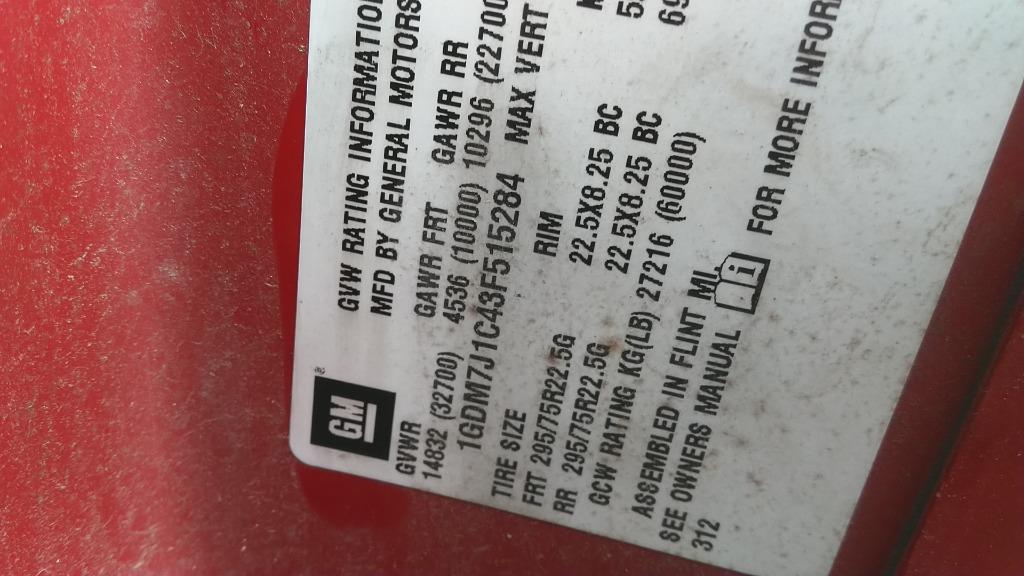 GM
GVW RATING INFORMATION
MFD BY GENERAL MOTORS
GVWR GAWR FRT GAWR RR
14832 (32700) 4536 (10000) 10296 (22700
1GDM7J1C43F515284 MAX VERT
TIRE SIZE RIM
FRT 295/75R22.5G 22.5X8.25 BC
RR 295/75R22.5G 22.5X8.25 BC
GCW RATING KG(LB) 27216 (60000)
ASSEMBLED IN FLINT MI.
SEE OWNERS MANUAL FOR MORE
312